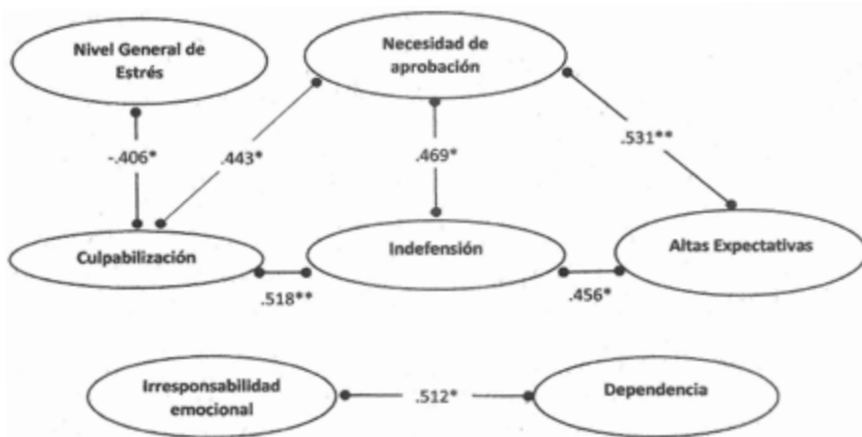 Nivel General de
Estrés
Necesidad de
aprobación
-.406*
.443*
.469*
.531**
Culpabilización
Indefensión
Altas Expectativas
.518**
.456*
Irresponsabilidad
emocional
.512*
Dependencia